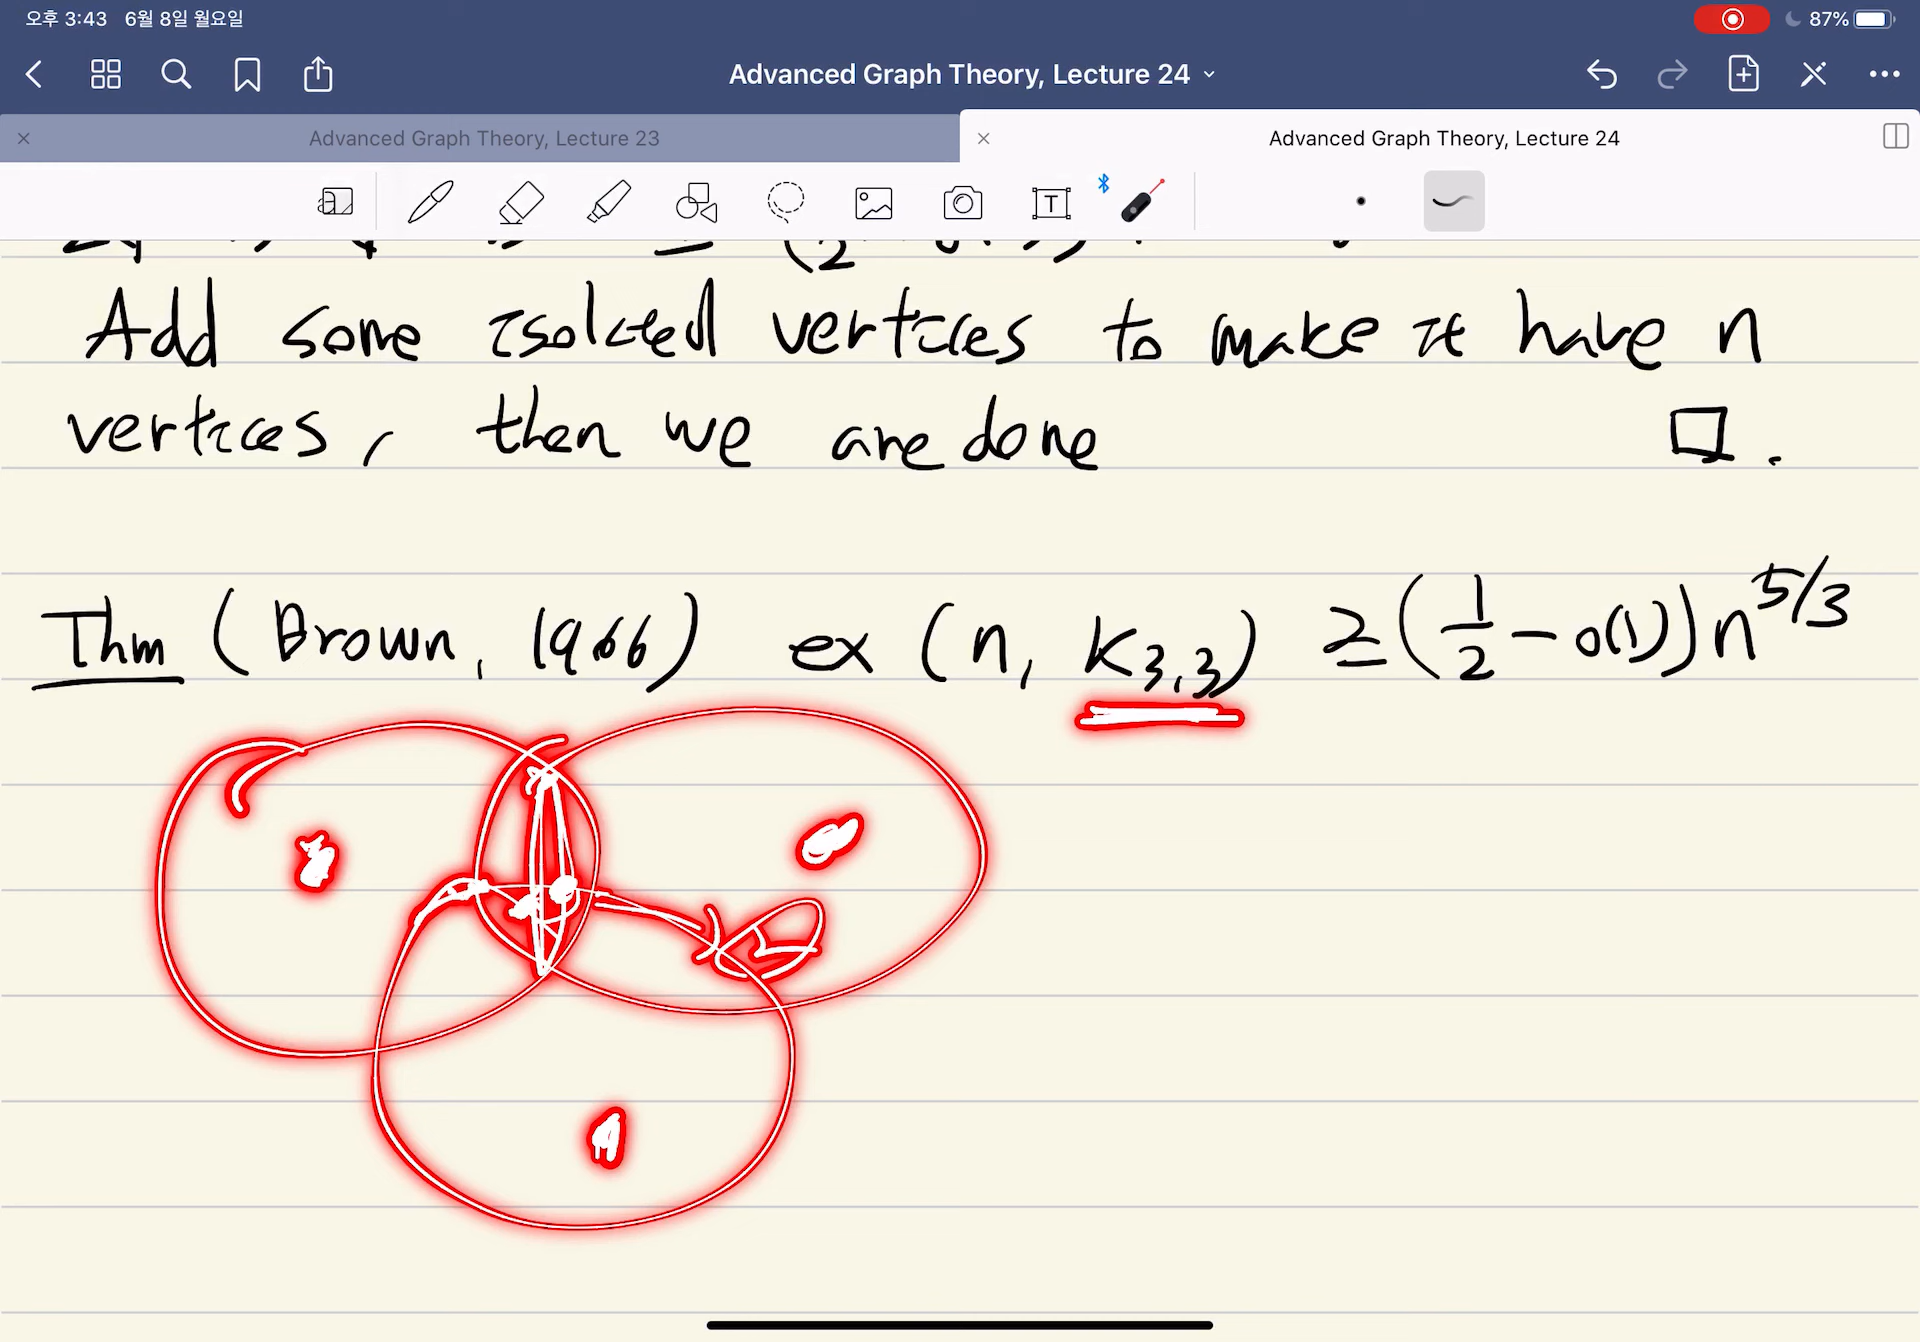 오후 3:43 6월 8일 월요일
87%
Advanced Graph Theory, Lecture 24
Advanced Graph Theory, Lecture 23
Advanced Graph Theory, Lecture 24
Add some isolated vertices to make it have n
vertices, then we are done □.
Thm (Brown, 1966) ex (n, K₃,₃) ≥ (1/2 - o(1)) n^5/3